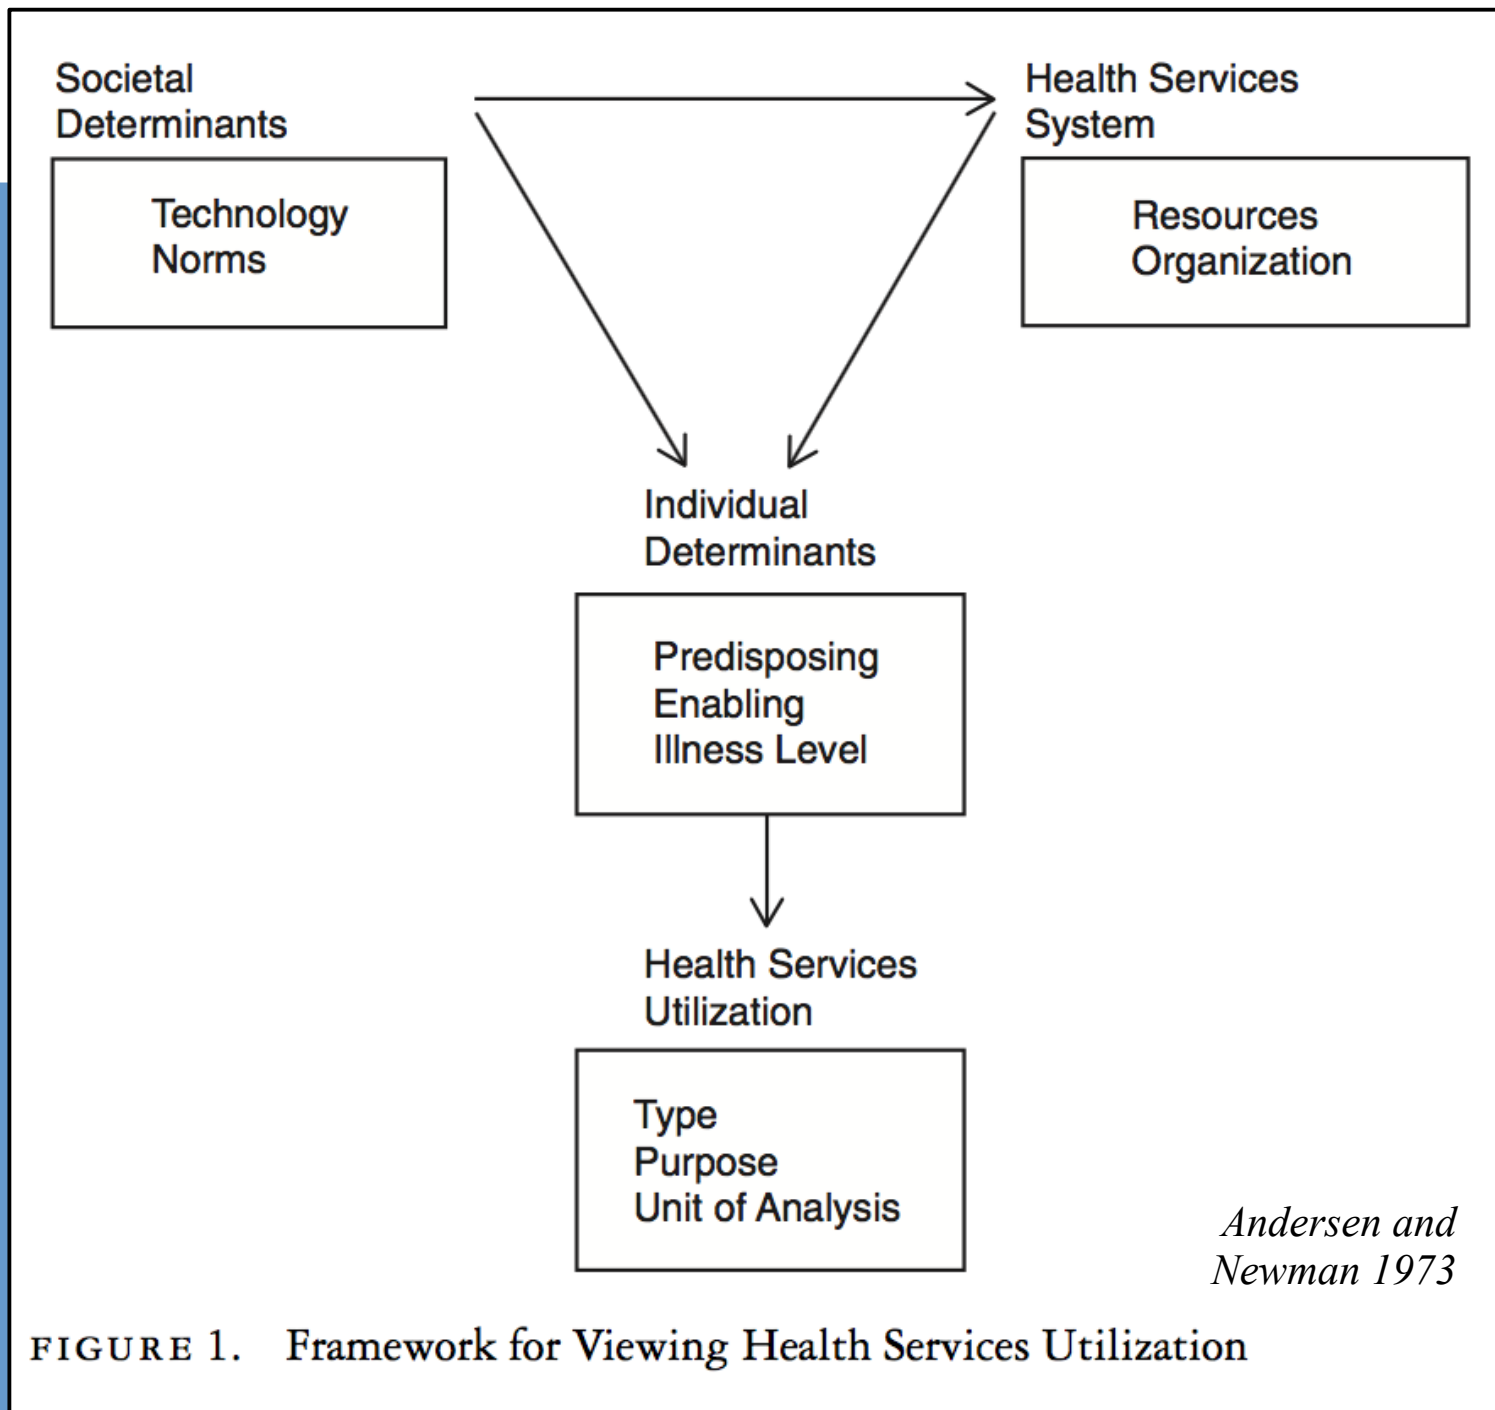 Societal
Determinants
Technology
Norms
Health Services
System
Resources
Organization
Individual
Determinants
Predisposing
Enabling
Illness Level
Health Services
Utilization
Type
Purpose
Unit of Analysis
Andersen and
Newman 1973
FIGURE 1. Framework for Viewing Health Services Utilization